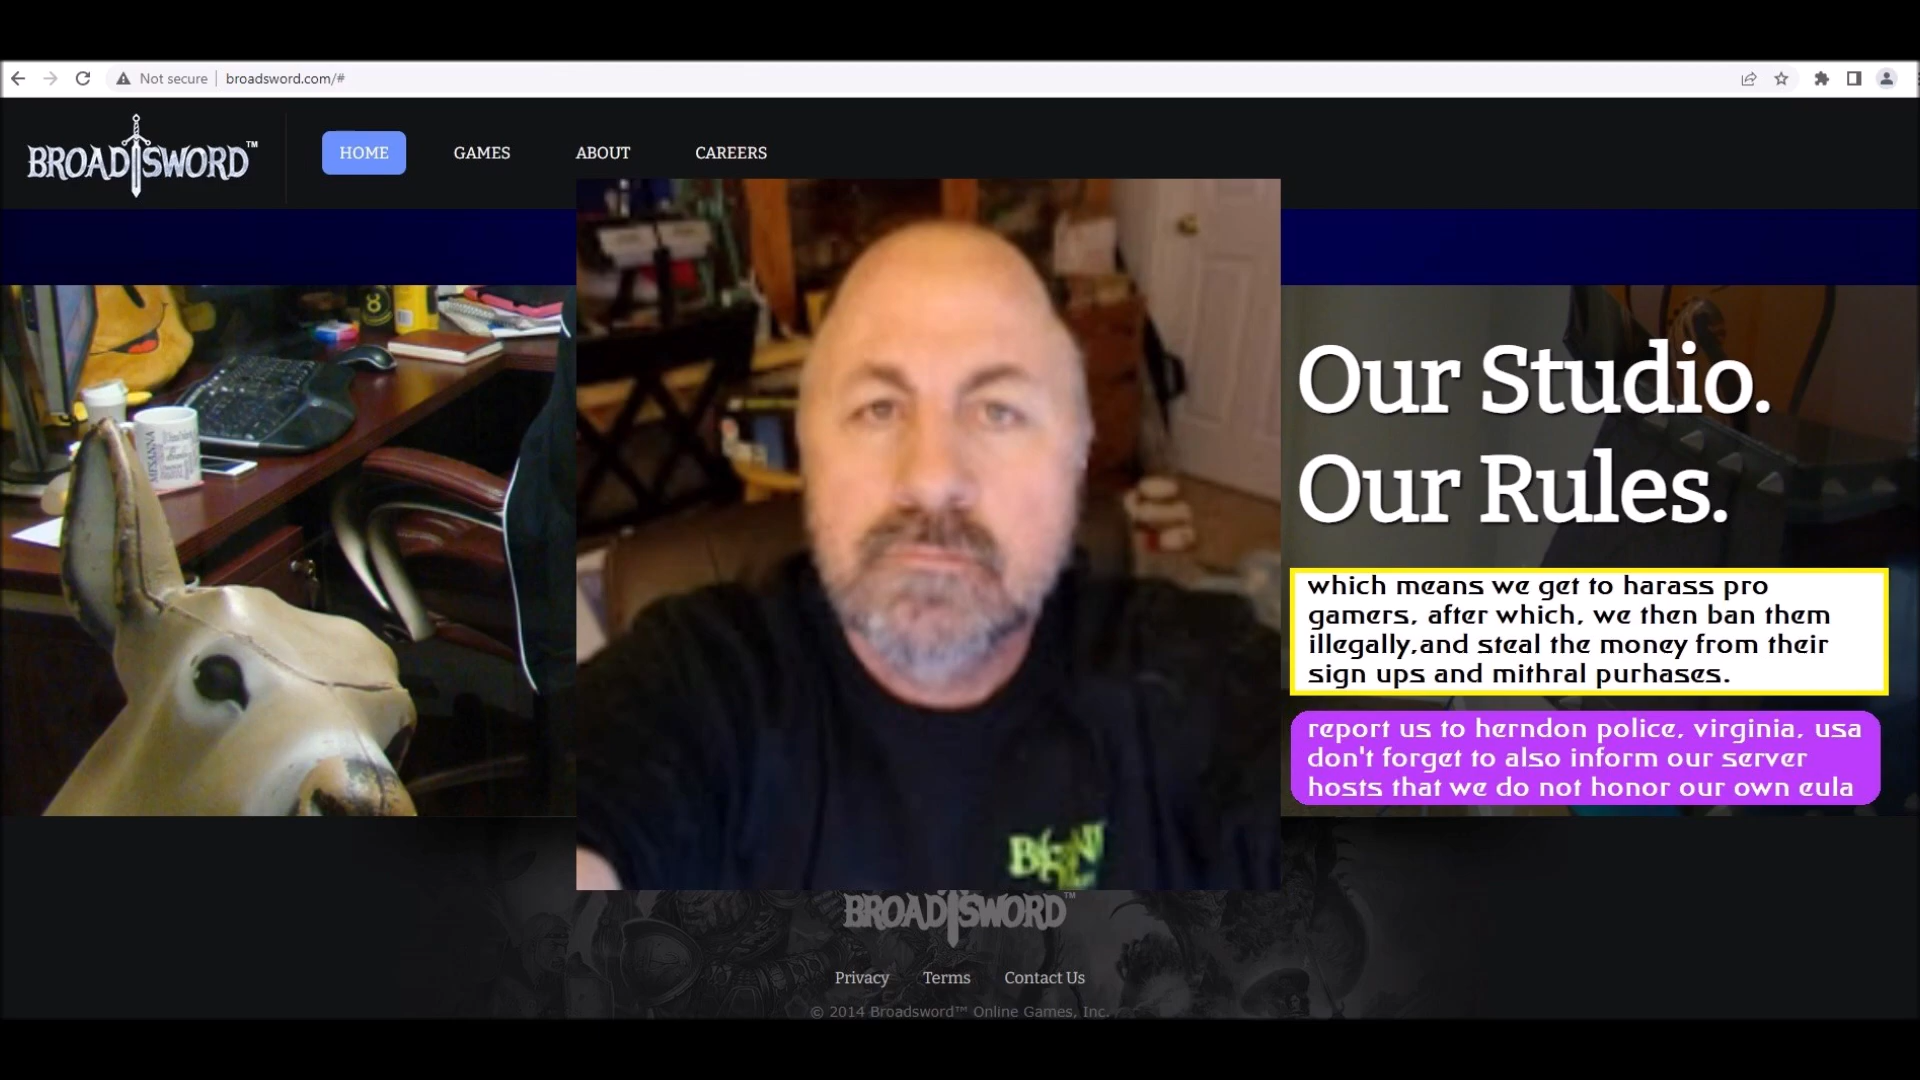 Not secure | broadsword.com/#
BROADSWORD™
HOME GAMES ABOUT CAREERS
MESANNA
Our Studio.
Our Rules.
which means we get to harass pro
gamers, after which, we then ban them
illegally,and steal the money from their
sign ups and mithral purhases.
report us to herndon police, virginia, usa
don't forget to also inform our server
hosts that we do not honor our own eula
BROADSWORD™
Privacy Terms Contact Us
© 2014 Broadsword™ Online Games, Inc.